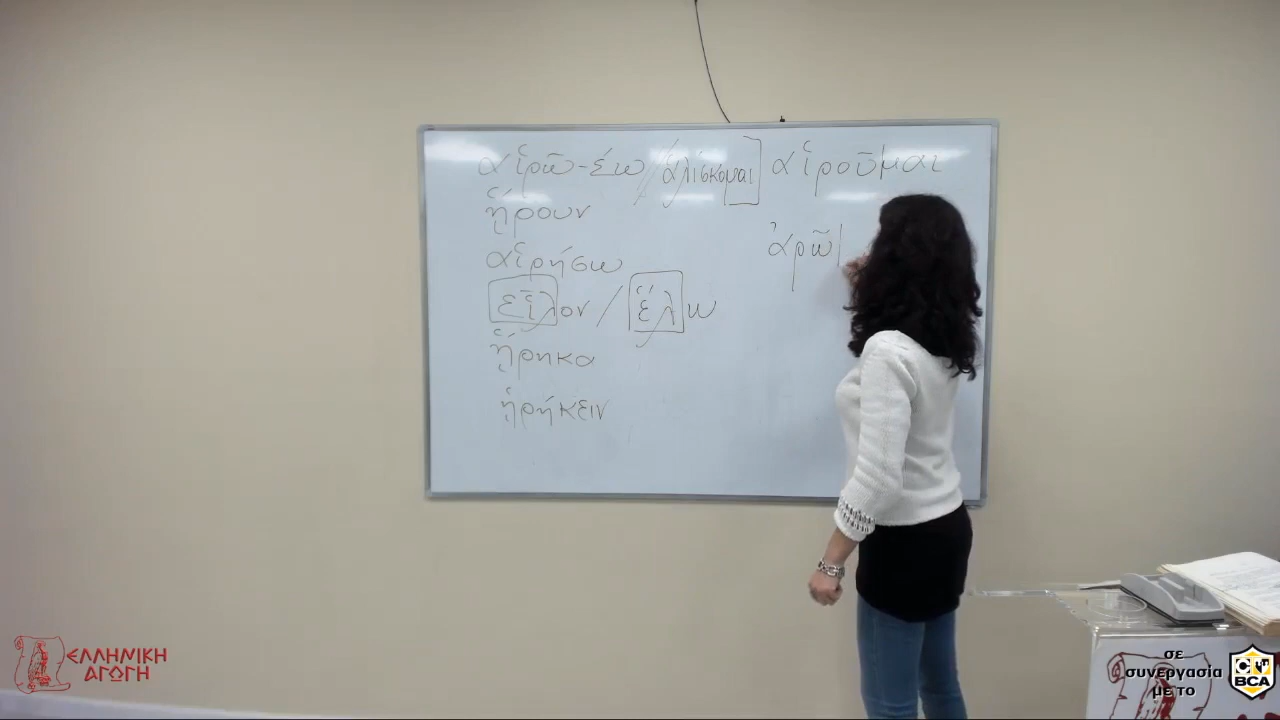 αἱρῶ-έω / ἁλίσκομαι] αἱροῦμαι
ᾕρουν
ἀρῶ|
αἱρήσω
εἷλον / ἕλω
ᾕρηκα
ᾑρήκειν
ΕΛΛΗΝΙΚΗ
ΑΓΩΓΗ
σε
συνεργασία
με το
BCA